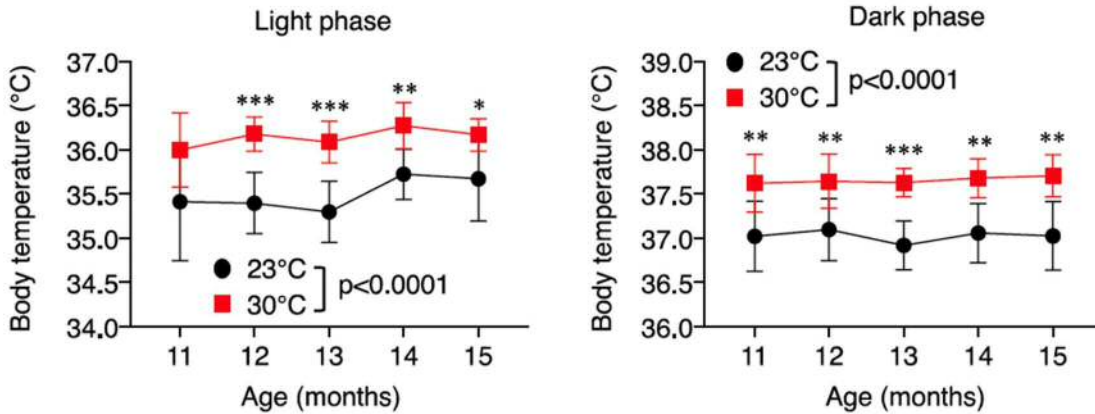 Light phase
Body temperature (°C)
37.0
36.5
36.0
35.5
35.0
34.5
34.0
*** *** ** *
23°C
30°C
p<0.0001
11 12 13 14 15
Age (months)
Dark phase
Body temperature (°C)
39.0
38.5
38.0
37.5
37.0
36.5
36.0
23°C
30°C
p<0.0001
** ** *** ** **
11 12 13 14 15
Age (months)